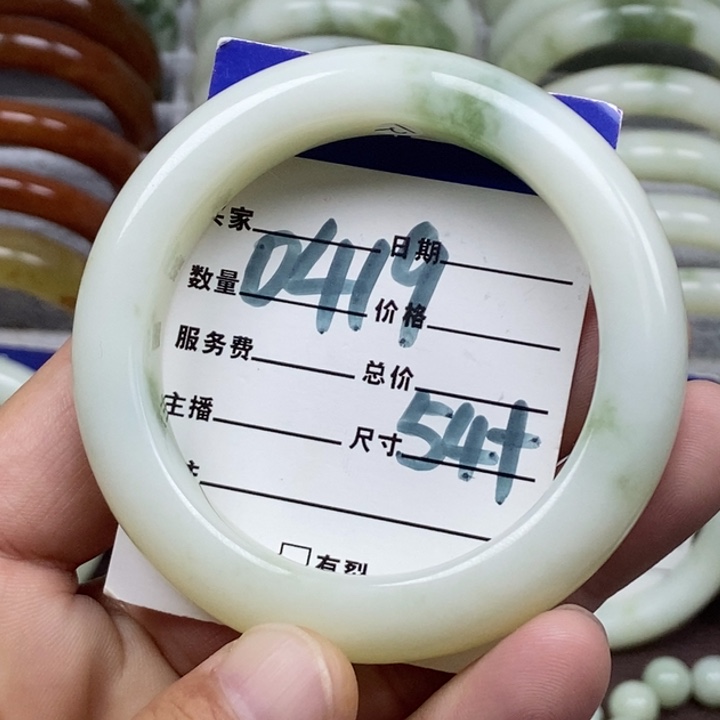 家 日期
0419
数量 价格
服务费 总价
主播 尺寸 54+
有裂